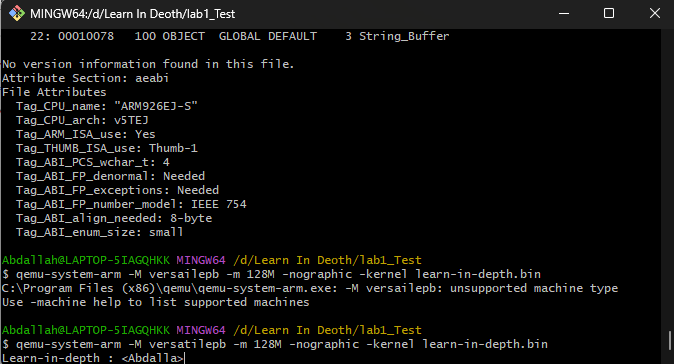 MINGW64:/d/Learn In Deoth/lab1_Test
22: 00010078   100 OBJECT  GLOBAL DEFAULT    3 String_Buffer
No version information found in this file.
Attribute Section: aeabi
File Attributes
Tag_CPU_name: "ARM926EJ-S"
Tag_CPU_arch: v5TEJ
Tag_ARM_ISA_use: Yes
Tag_THUMB_ISA_use: Thumb-1
Tag_ABI_PCS_wchar_t: 4
Tag_ABI_FP_denormal: Needed
Tag_ABI_FP_exceptions: Needed
Tag_ABI_FP_number_model: IEEE 754
Tag_ABI_align_needed: 8-byte
Tag_ABI_enum_size: small
Abdallah@LAPTOP-5IAGQHKK MINGW64 /d/Learn In Deoth/lab1_Test
$ qemu-system-arm -M versailepb -m 128M -nographic -kernel learn-in-depth.bin
C:\Program Files (x86)\qemu\qemu-system-arm.exe: -M versailepb: unsupported machine type
Use -machine help to list supported machines
Abdallah@LAPTOP-5IAGQHKK MINGW64 /d/Learn In Deoth/lab1_Test
$ qemu-system-arm -M versatilepb -m 128M -nographic -kernel learn-in-depth.bin
Learn-in-depth : <Abdalla>